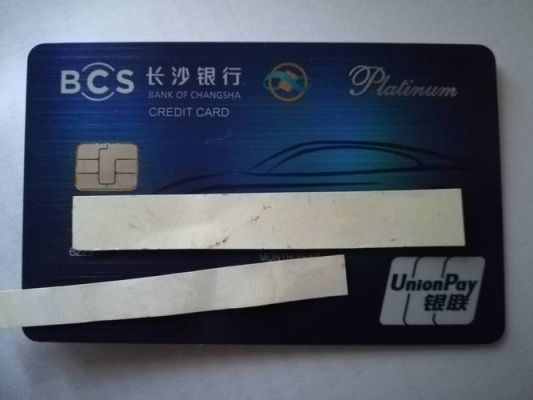 BCS 长沙银行 Platinum
BANK OF CHANGSHA
CREDIT CARD
UnionPay
银联